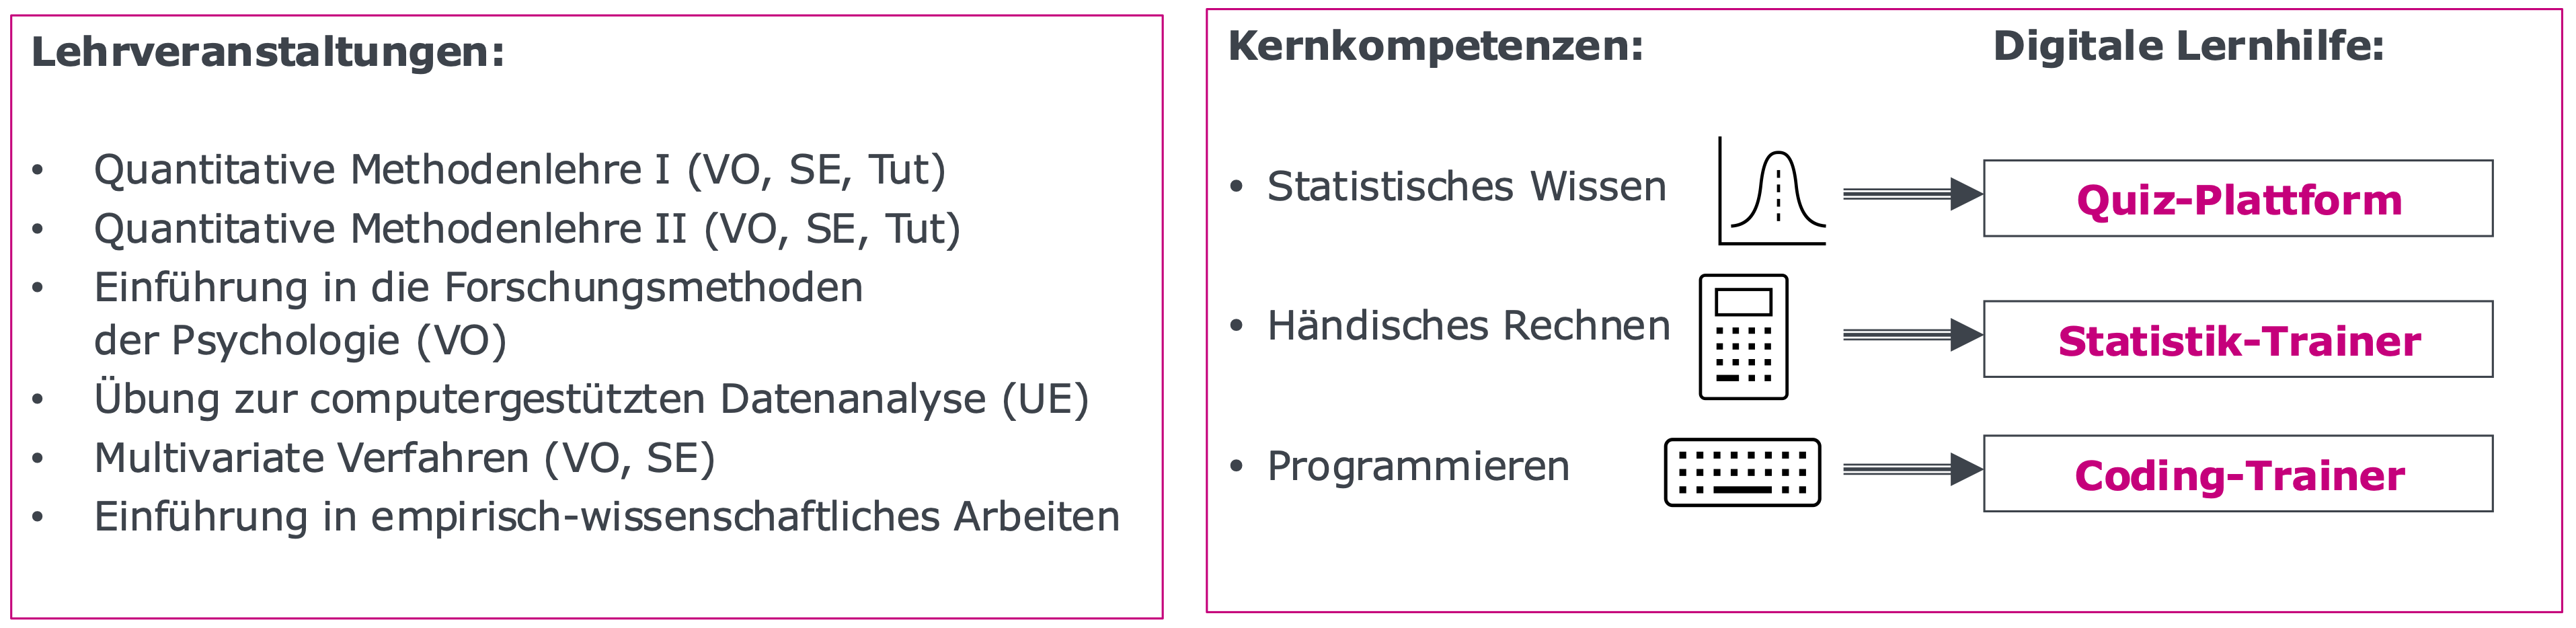 Lehrveranstaltungen:
• Quantitative Methodenlehre I (VO, SE, Tut)
• Quantitative Methodenlehre II (VO, SE, Tut)
• Einführung in die Forschungsmethoden
der Psychologie (VO)
• Übung zur computergestützten Datenanalyse (UE)
• Multivariate Verfahren (VO, SE)
• Einführung in empirisch-wissenschaftliches Arbeiten
Kernkompetenzen: Digitale Lernhilfe:
• Statistisches Wissen Quiz-Plattform
• Händisches Rechnen Statistik-Trainer
• Programmieren Coding-Trainer